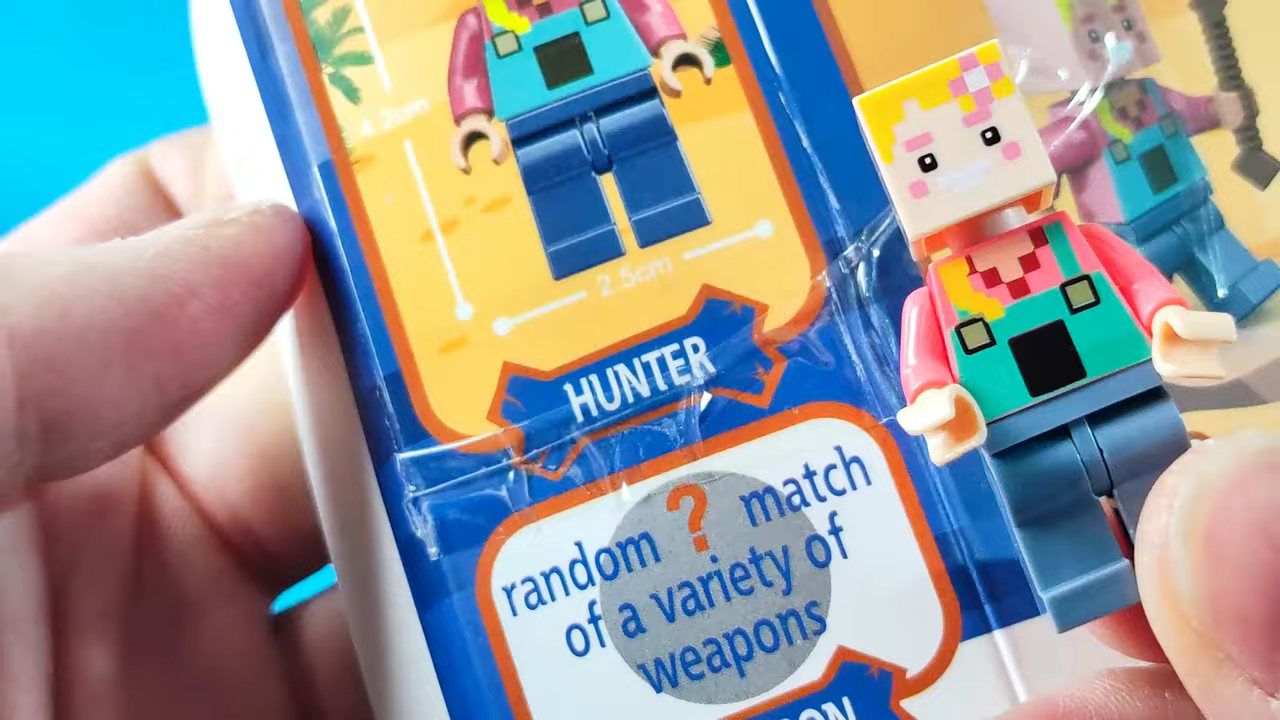 4.2cm
2.5cm
HUNTER
random ? match
of a variety of
weapons